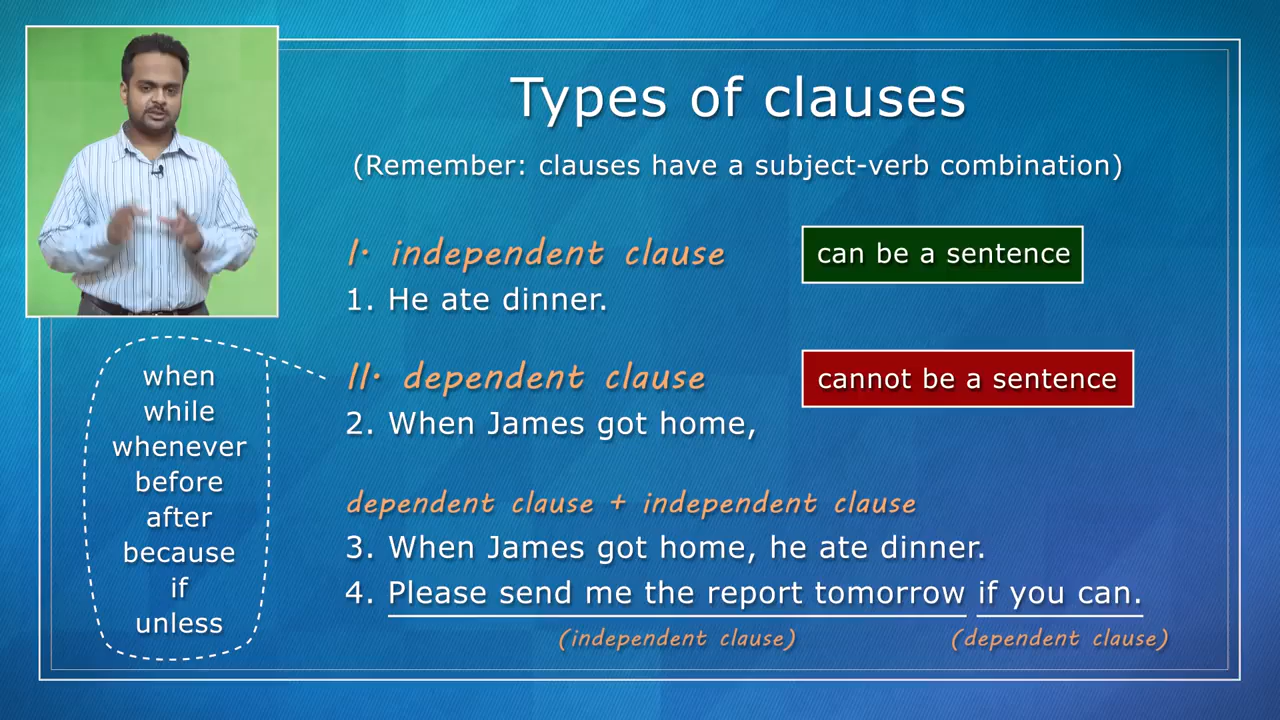 Types of clauses
(Remember: clauses have a subject-verb combination)
I. independent clause
can be a sentence
1. He ate dinner.
II. dependent clause
cannot be a sentence
2. When James got home,
when
while
whenever
before
after
because
if
unless
dependent clause + independent clause
3. When James got home, he ate dinner.
4. Please send me the report tomorrow if you can.
(independent clause)
(dependent clause)